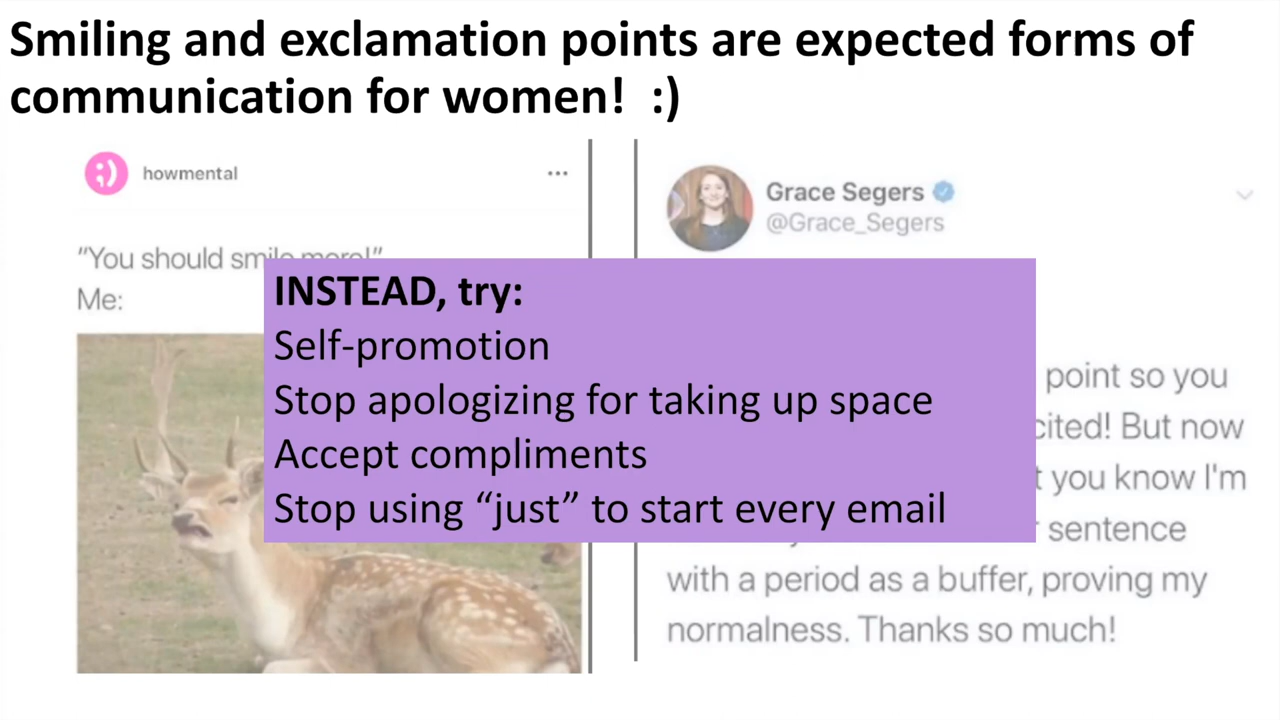 Smiling and exclamation points are expected forms of
communication for women!  :)
howmental
"You should smile more!"
Me:
Grace Segers
@Grace_Segers
INSTEAD, try:
Self-promotion
Stop apologizing for taking up space
Accept compliments
Stop using “just” to start every email
point so you
cited! But now
t you know I'm
sentence
with a period as a buffer, proving my
normalness. Thanks so much!